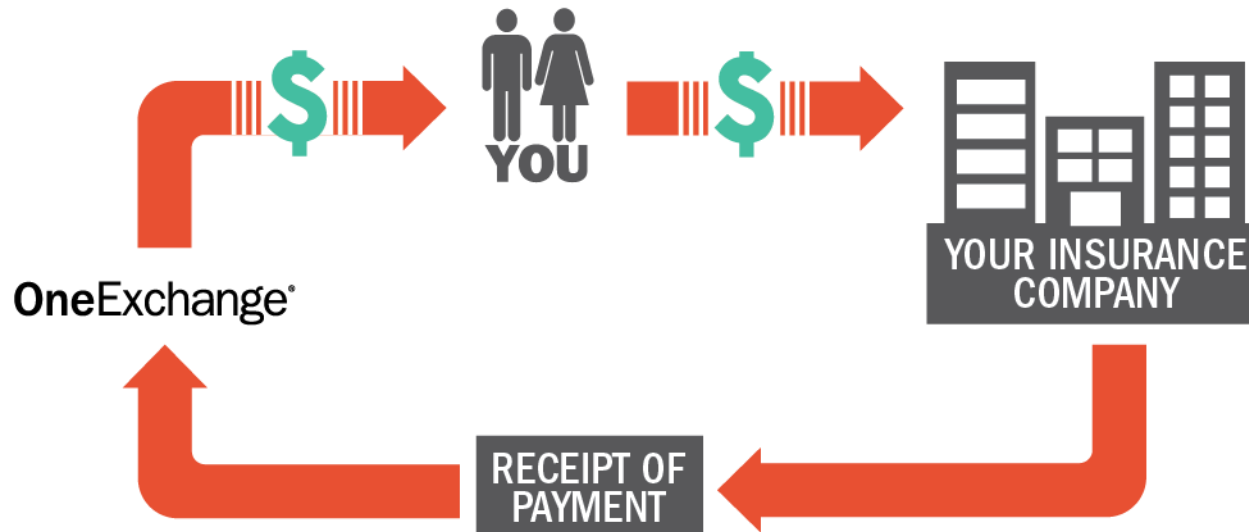 $
$
YOU
YOUR INSURANCE
COMPANY
OneExchange®
RECEIPT OF
PAYMENT